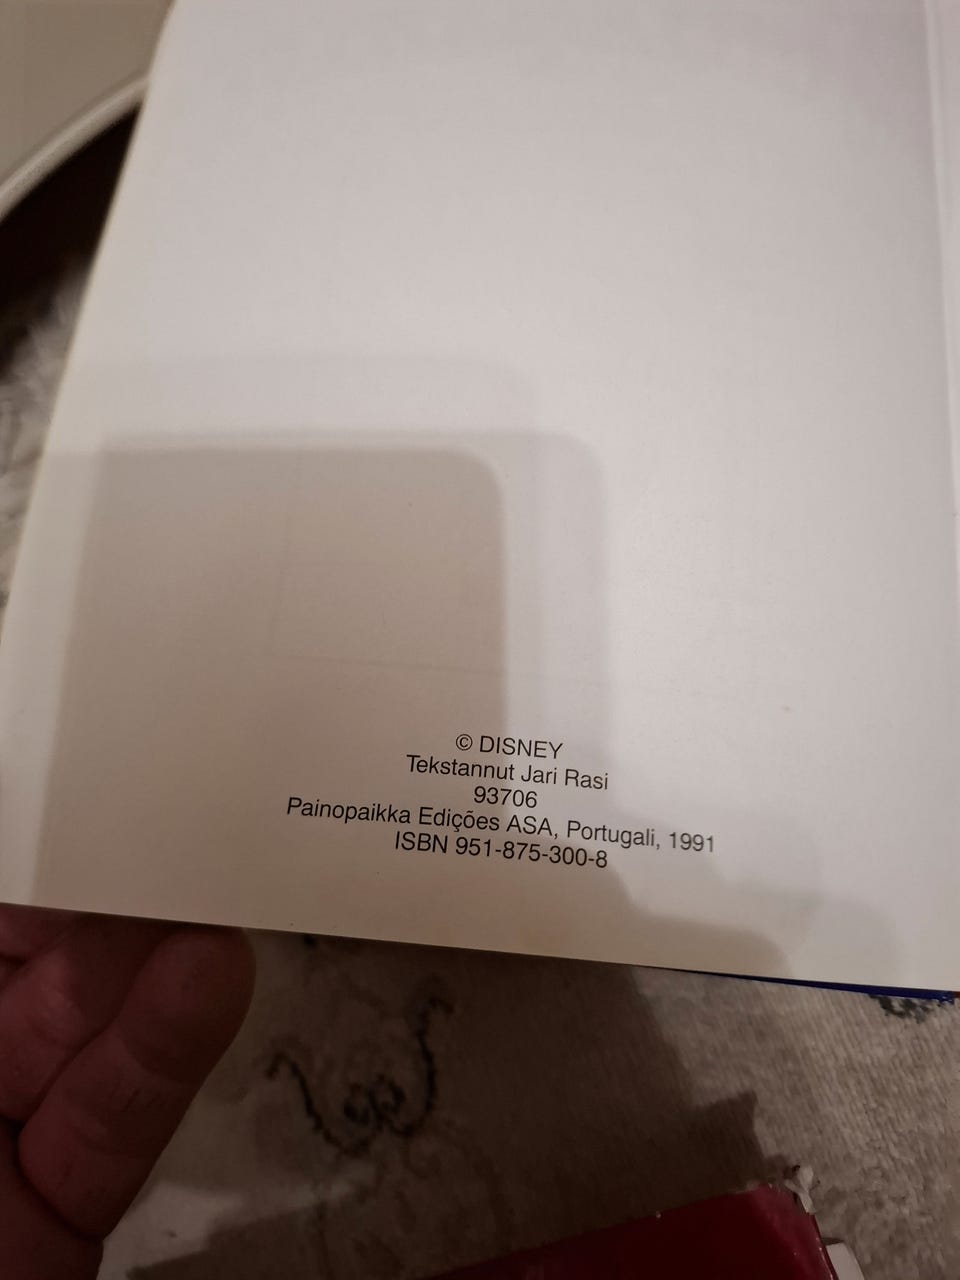 © DISNEY
Tekstannut Jari Rasi
93706
Painopaikka Edições ASA, Portugali, 1991
ISBN 951-875-300-8